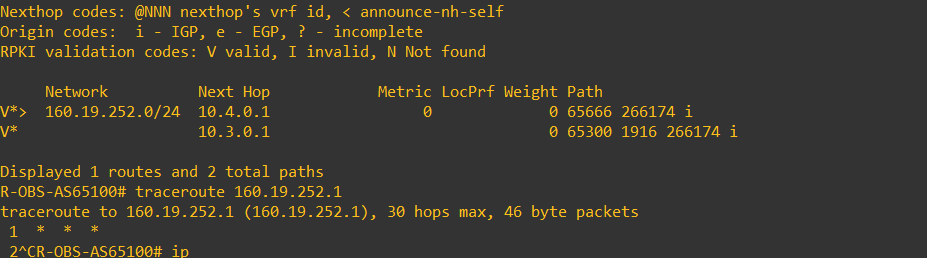 Nexthop codes: @NNN nexthop's vrf id, < announce-nh-self
Origin codes:  i - IGP, e - EGP, ? - incomplete
RPKI validation codes: V valid, I invalid, N Not found
     Network          Next Hop            Metric LocPrf Weight Path
V*>  160.19.252.0/24  10.4.0.1                 0             0 65666 266174 i
V*                    10.3.0.1                               0 65300 1916 266174 i
Displayed 1 routes and 2 total paths
R-OBS-AS65100# traceroute 160.19.252.1
traceroute to 160.19.252.1 (160.19.252.1), 30 hops max, 46 byte packets
 1  *  *  *
 2^CR-OBS-AS65100# ip